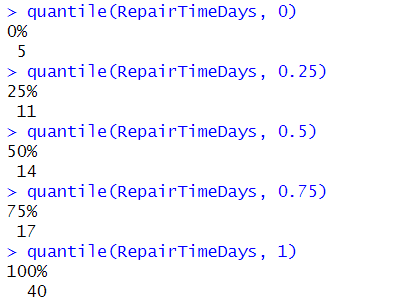 > quantile(RepairTimeDays, 0)
0%
5
> quantile(RepairTimeDays, 0.25)
25%
11
> quantile(RepairTimeDays, 0.5)
50%
14
> quantile(RepairTimeDays, 0.75)
75%
17
> quantile(RepairTimeDays, 1)
100%
40